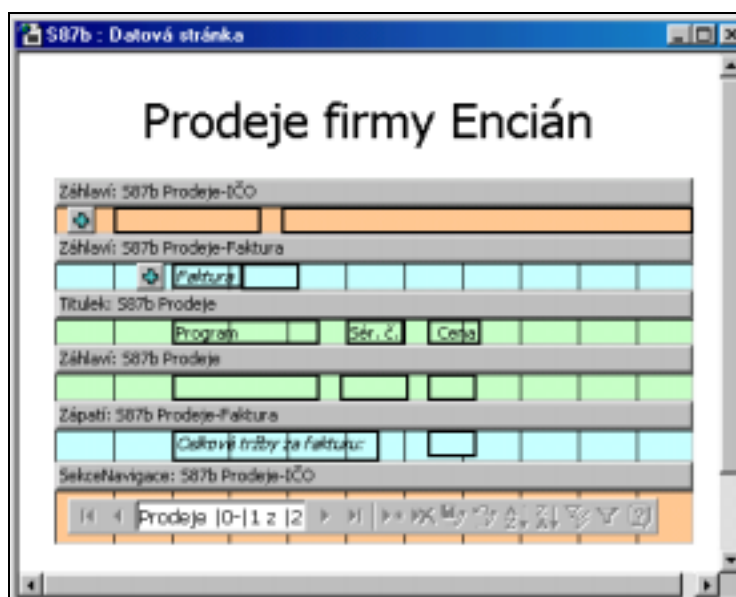 S87b : Datová stránka
Prodeje firmy Encián
Záhlaví: S87b Prodeje-IČO
Záhlaví: S87b Prodeje-Faktura
Faktura
Titulek: S87b Prodeje
Program Sér. č. Cena
Záhlaví: S87b Prodeje
Zápatí: S87b Prodeje-Faktura
Celkové tržby za fakturu:
SekceNavigace: S87b Prodeje-IČO
Prodeje |0-|1 z |2